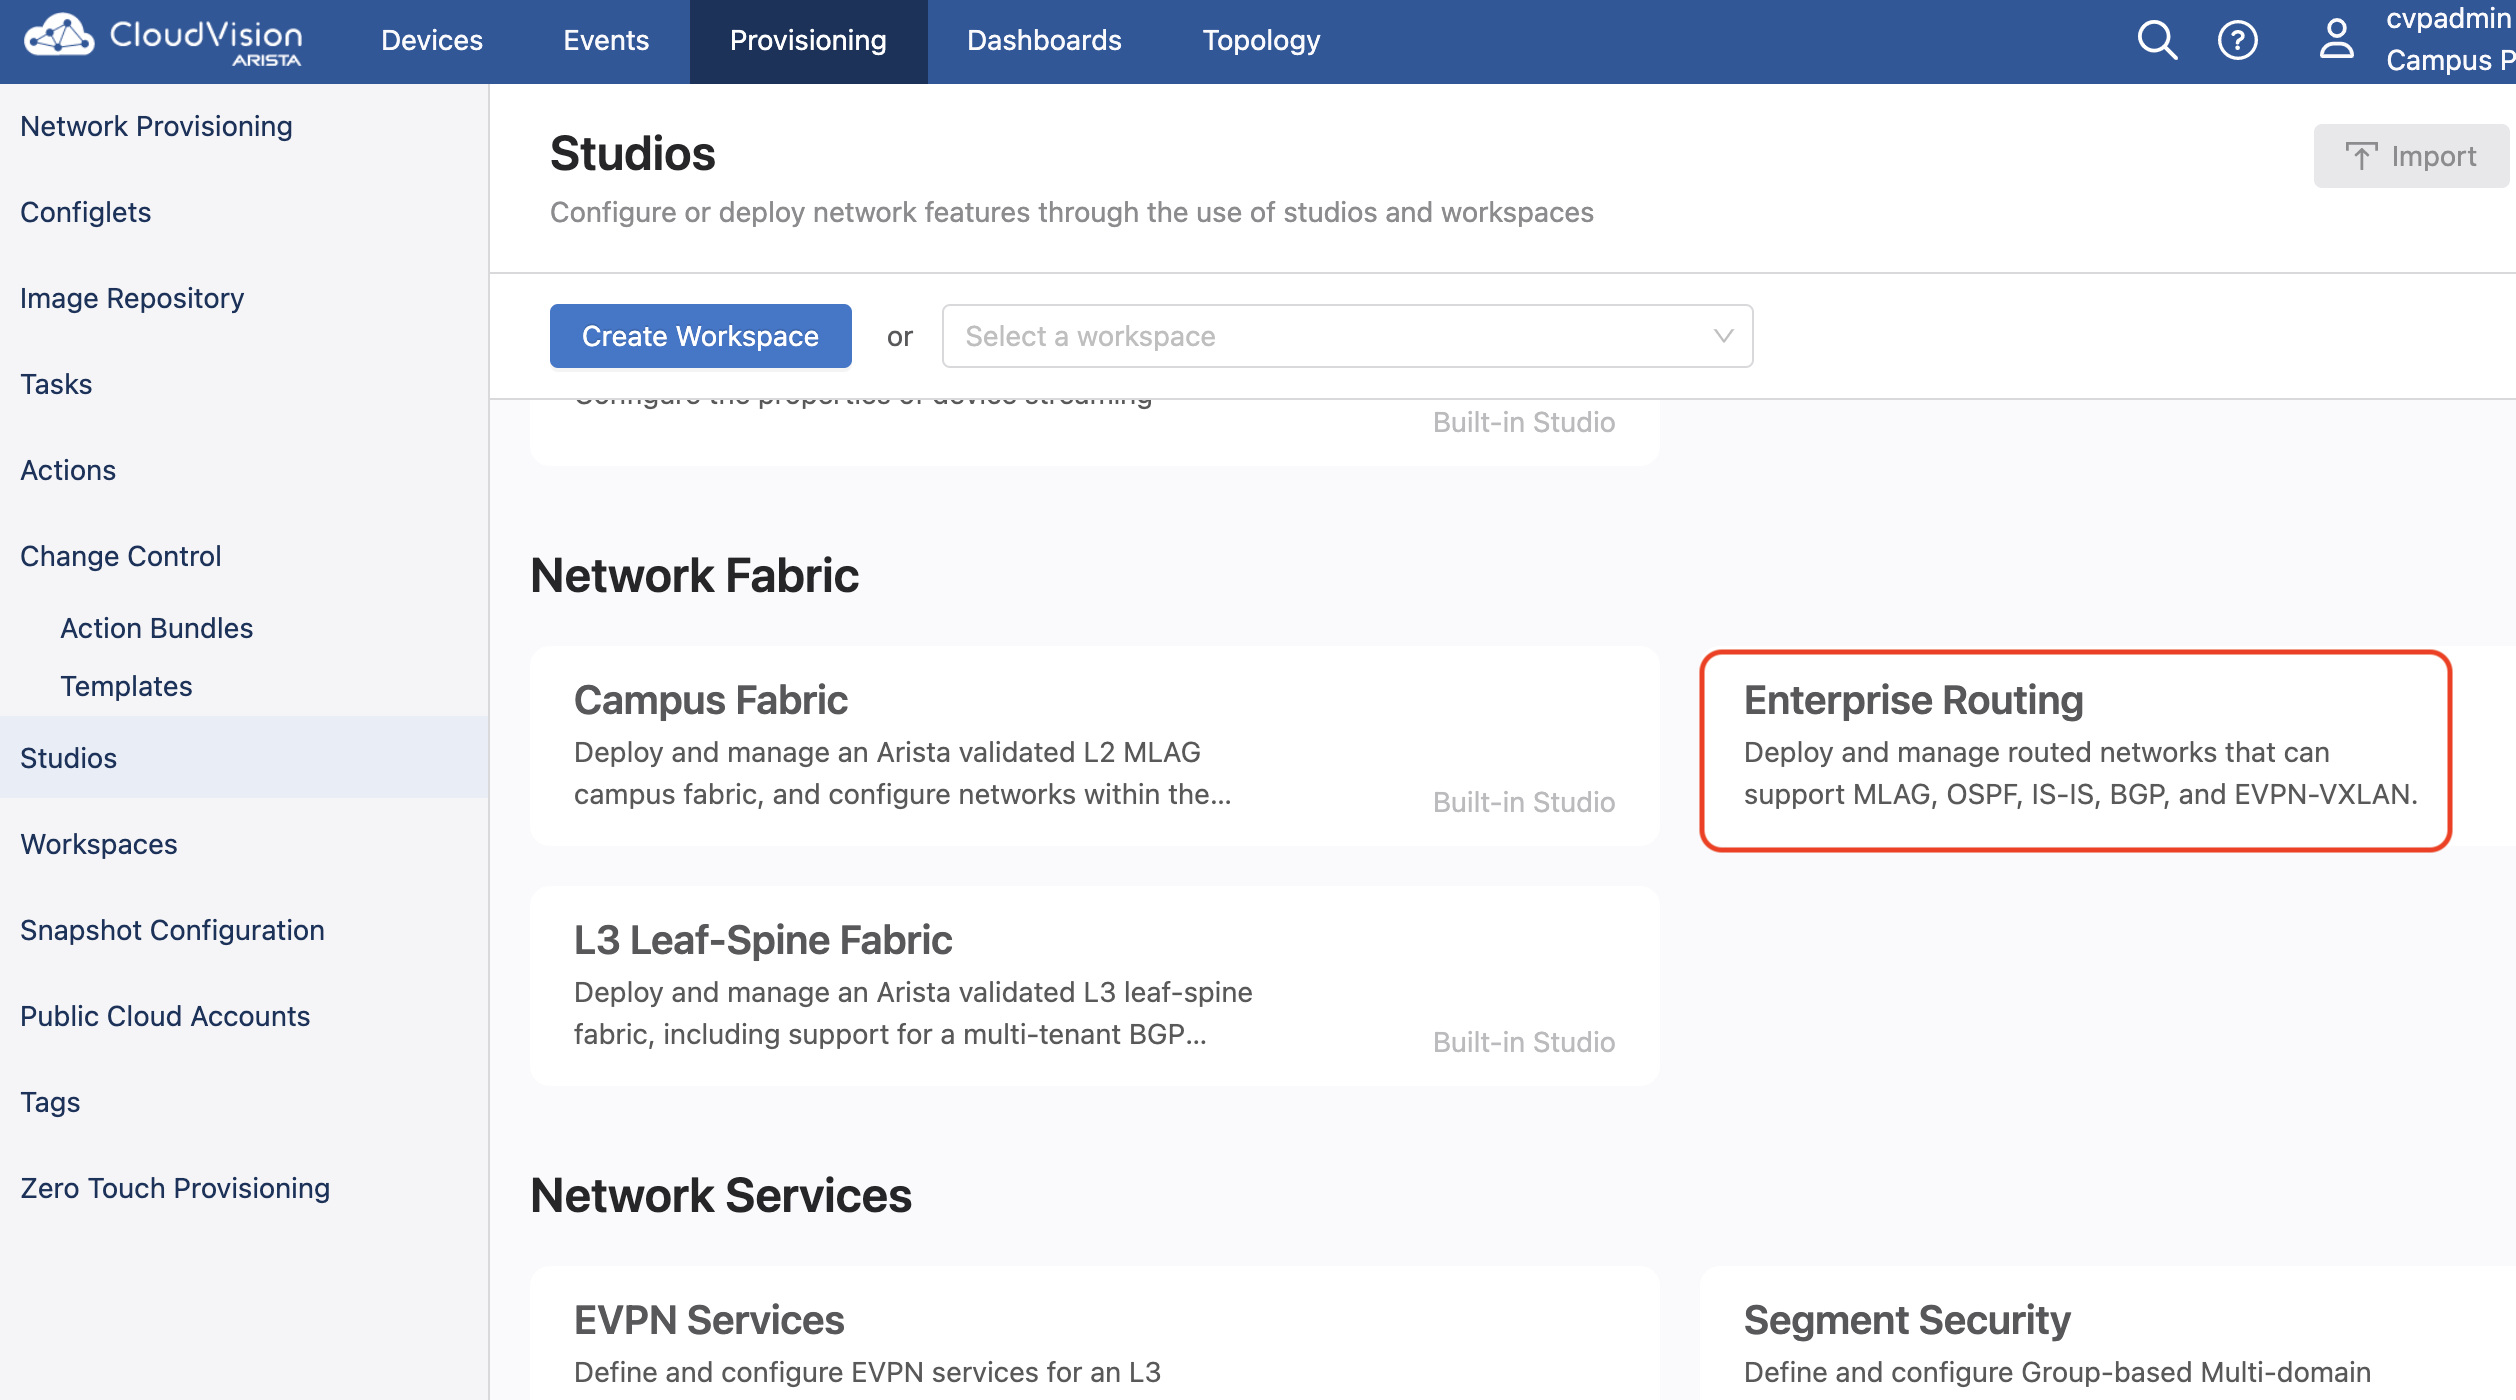 CloudVision
ARISTA
Devices
Events
Provisioning
Dashboards
Topology
?
cvpadmin
Campus P
Network Provisioning
Configlets
Image Repository
Tasks
Actions
Change Control
Action Bundles
Templates
Studios
Workspaces
Snapshot Configuration
Public Cloud Accounts
Tags
Zero Touch Provisioning
Studios
Configure or deploy network features through the use of studios and workspaces
Import
Create Workspace
or
Select a workspace
Configure the properties of device streaming
Built-in Studio
Network Fabric
Campus Fabric
Deploy and manage an Arista validated L2 MLAG
campus fabric, and configure networks within the...
Built-in Studio
Enterprise Routing
Deploy and manage routed networks that can
support MLAG, OSPF, IS-IS, BGP, and EVPN-VXLAN.
L3 Leaf-Spine Fabric
Deploy and manage an Arista validated L3 leaf-spine
fabric, including support for a multi-tenant BGP...
Built-in Studio
Network Services
EVPN Services
Define and configure EVPN services for an L3
Segment Security
Define and configure Group-based Multi-domain